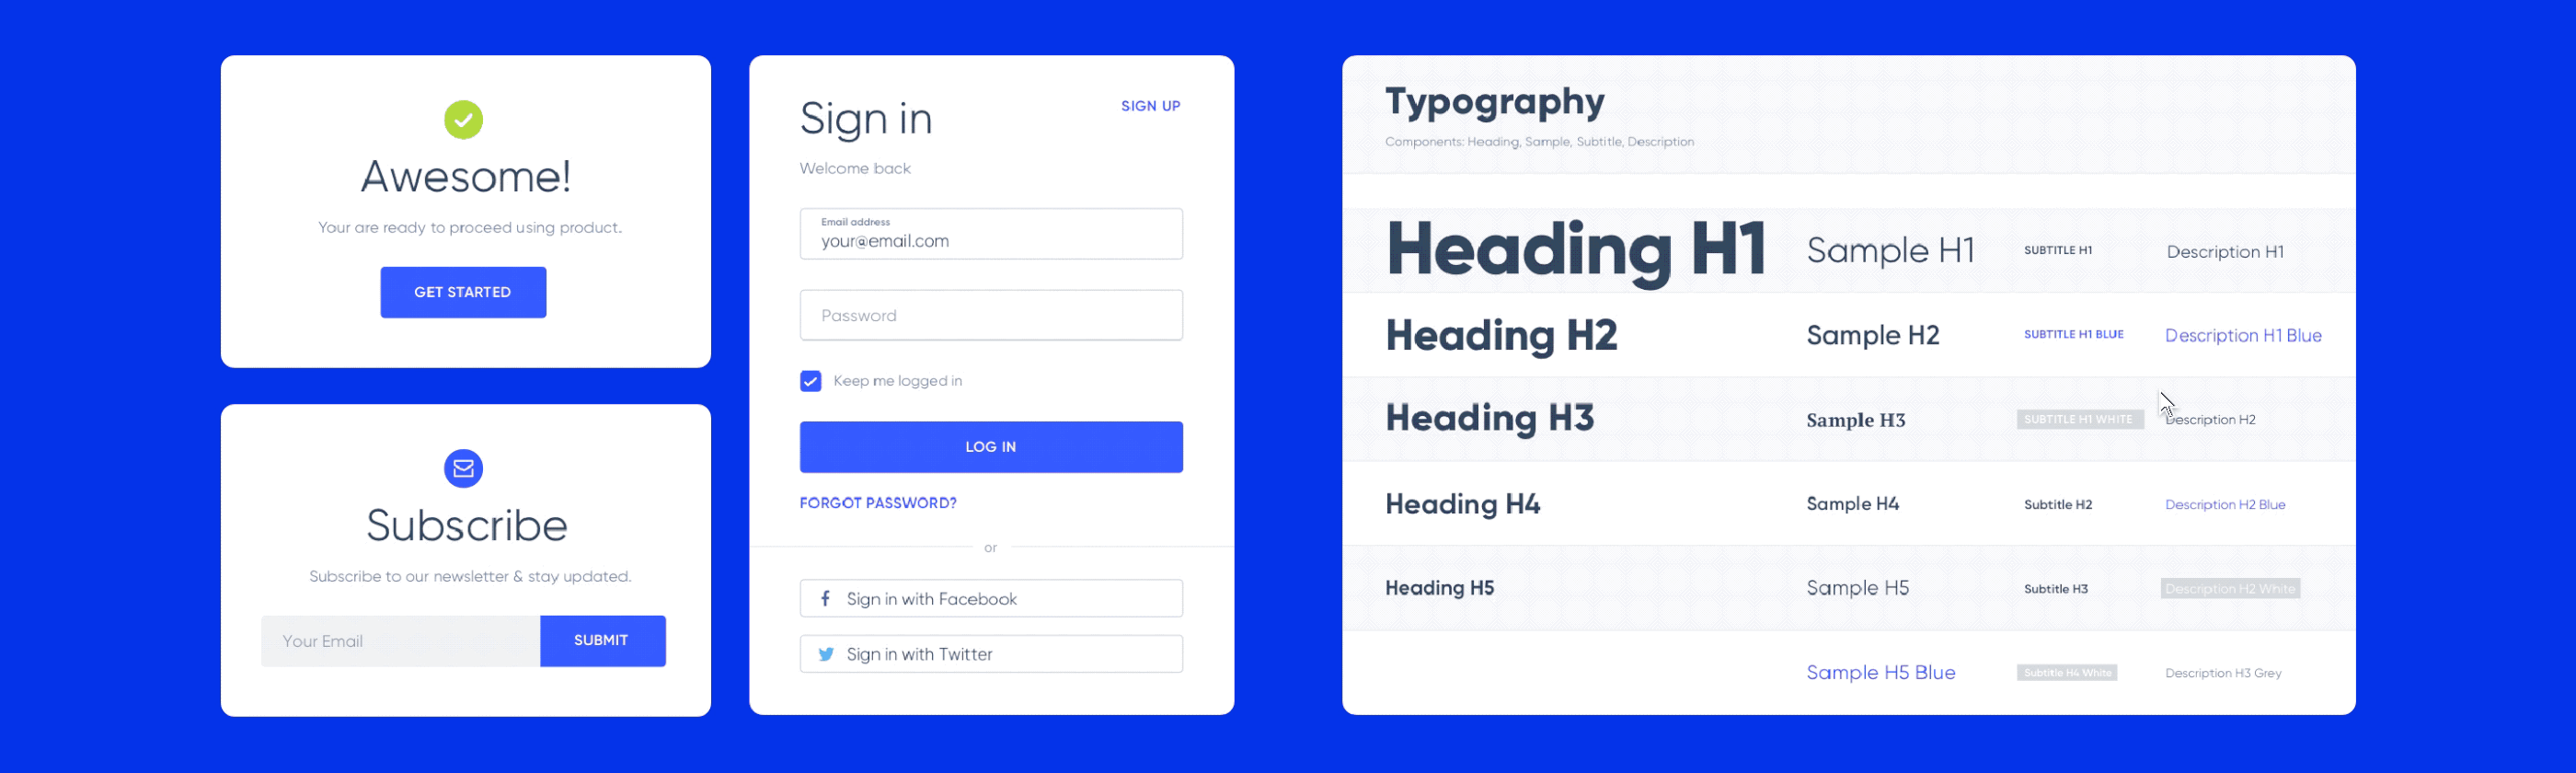 Awesome!
Your are ready to proceed using product.
GET STARTED
Subscribe
Subscribe to our newsletter & stay updated.
Your Email
SUBMIT
Sign in
SIGN UP
Welcome back
Email address
your@email.com
Password
Keep me logged in
LOG IN
FORGOT PASSWORD?
or
Sign in with Facebook
Sign in with Twitter
Typography
Components: Heading, Sample, Subtitle, Description
Heading H1 Sample H1 SUBTITLE H1 Description H1
Heading H2 Sample H2 SUBTITLE H1 BLUE Description H1 Blue
Heading H3 Sample H3 SUBTITLE H1 WHITE Description H2
Heading H4 Sample H4 Subtitle H2 Description H2 Blue
Heading H5 Sample H5 Subtitle H3 Description H2 White
Sample H5 Blue Subtitle H4 White Description H3 Grey